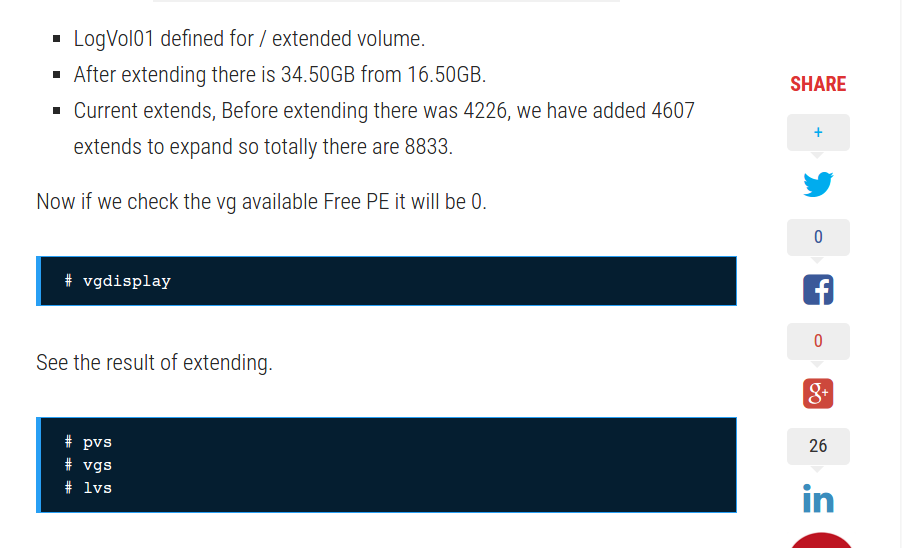 LogVol01 defined for / extended volume.
After extending there is 34.50GB from 16.50GB.
Current extends, Before extending there was 4226, we have added 4607
extends to expand so totally there are 8833.
Now if we check the vg available Free PE it will be 0.
# vgdisplay
See the result of extending.
# pvs
# vgs
# lvs
SHARE
+
0
0
g+
26
in